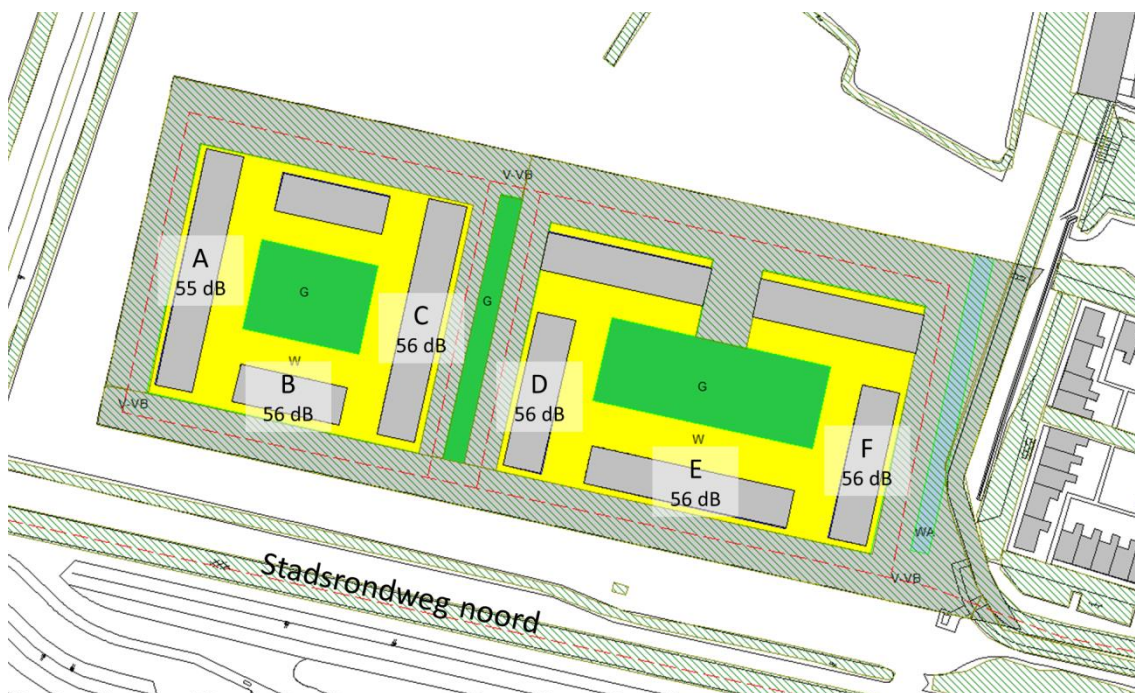 V-VB
A
55 dB
G
C
56 dB
G
W
B
56 dB
V-VB
D
56 dB
G
W
E
56 dB
F
56 dB
WA
V-VB
Stadsrondweg noord